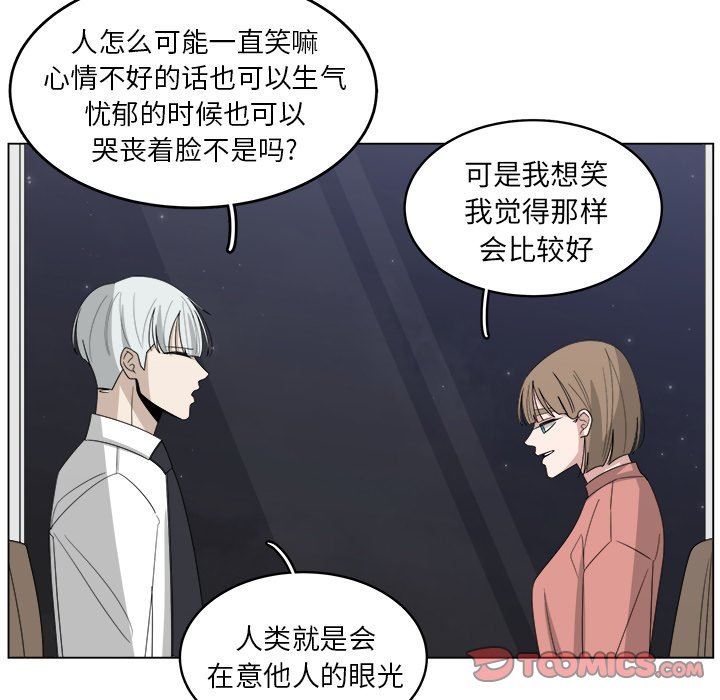 人怎么可能一直笑嘛
心情不好的话也可以生气
忧郁的时候也可以
哭丧着脸不是吗?
可是我想笑
我觉得那样
会比较好
人类就是会
在意他人的眼光
TOOMICS.COM